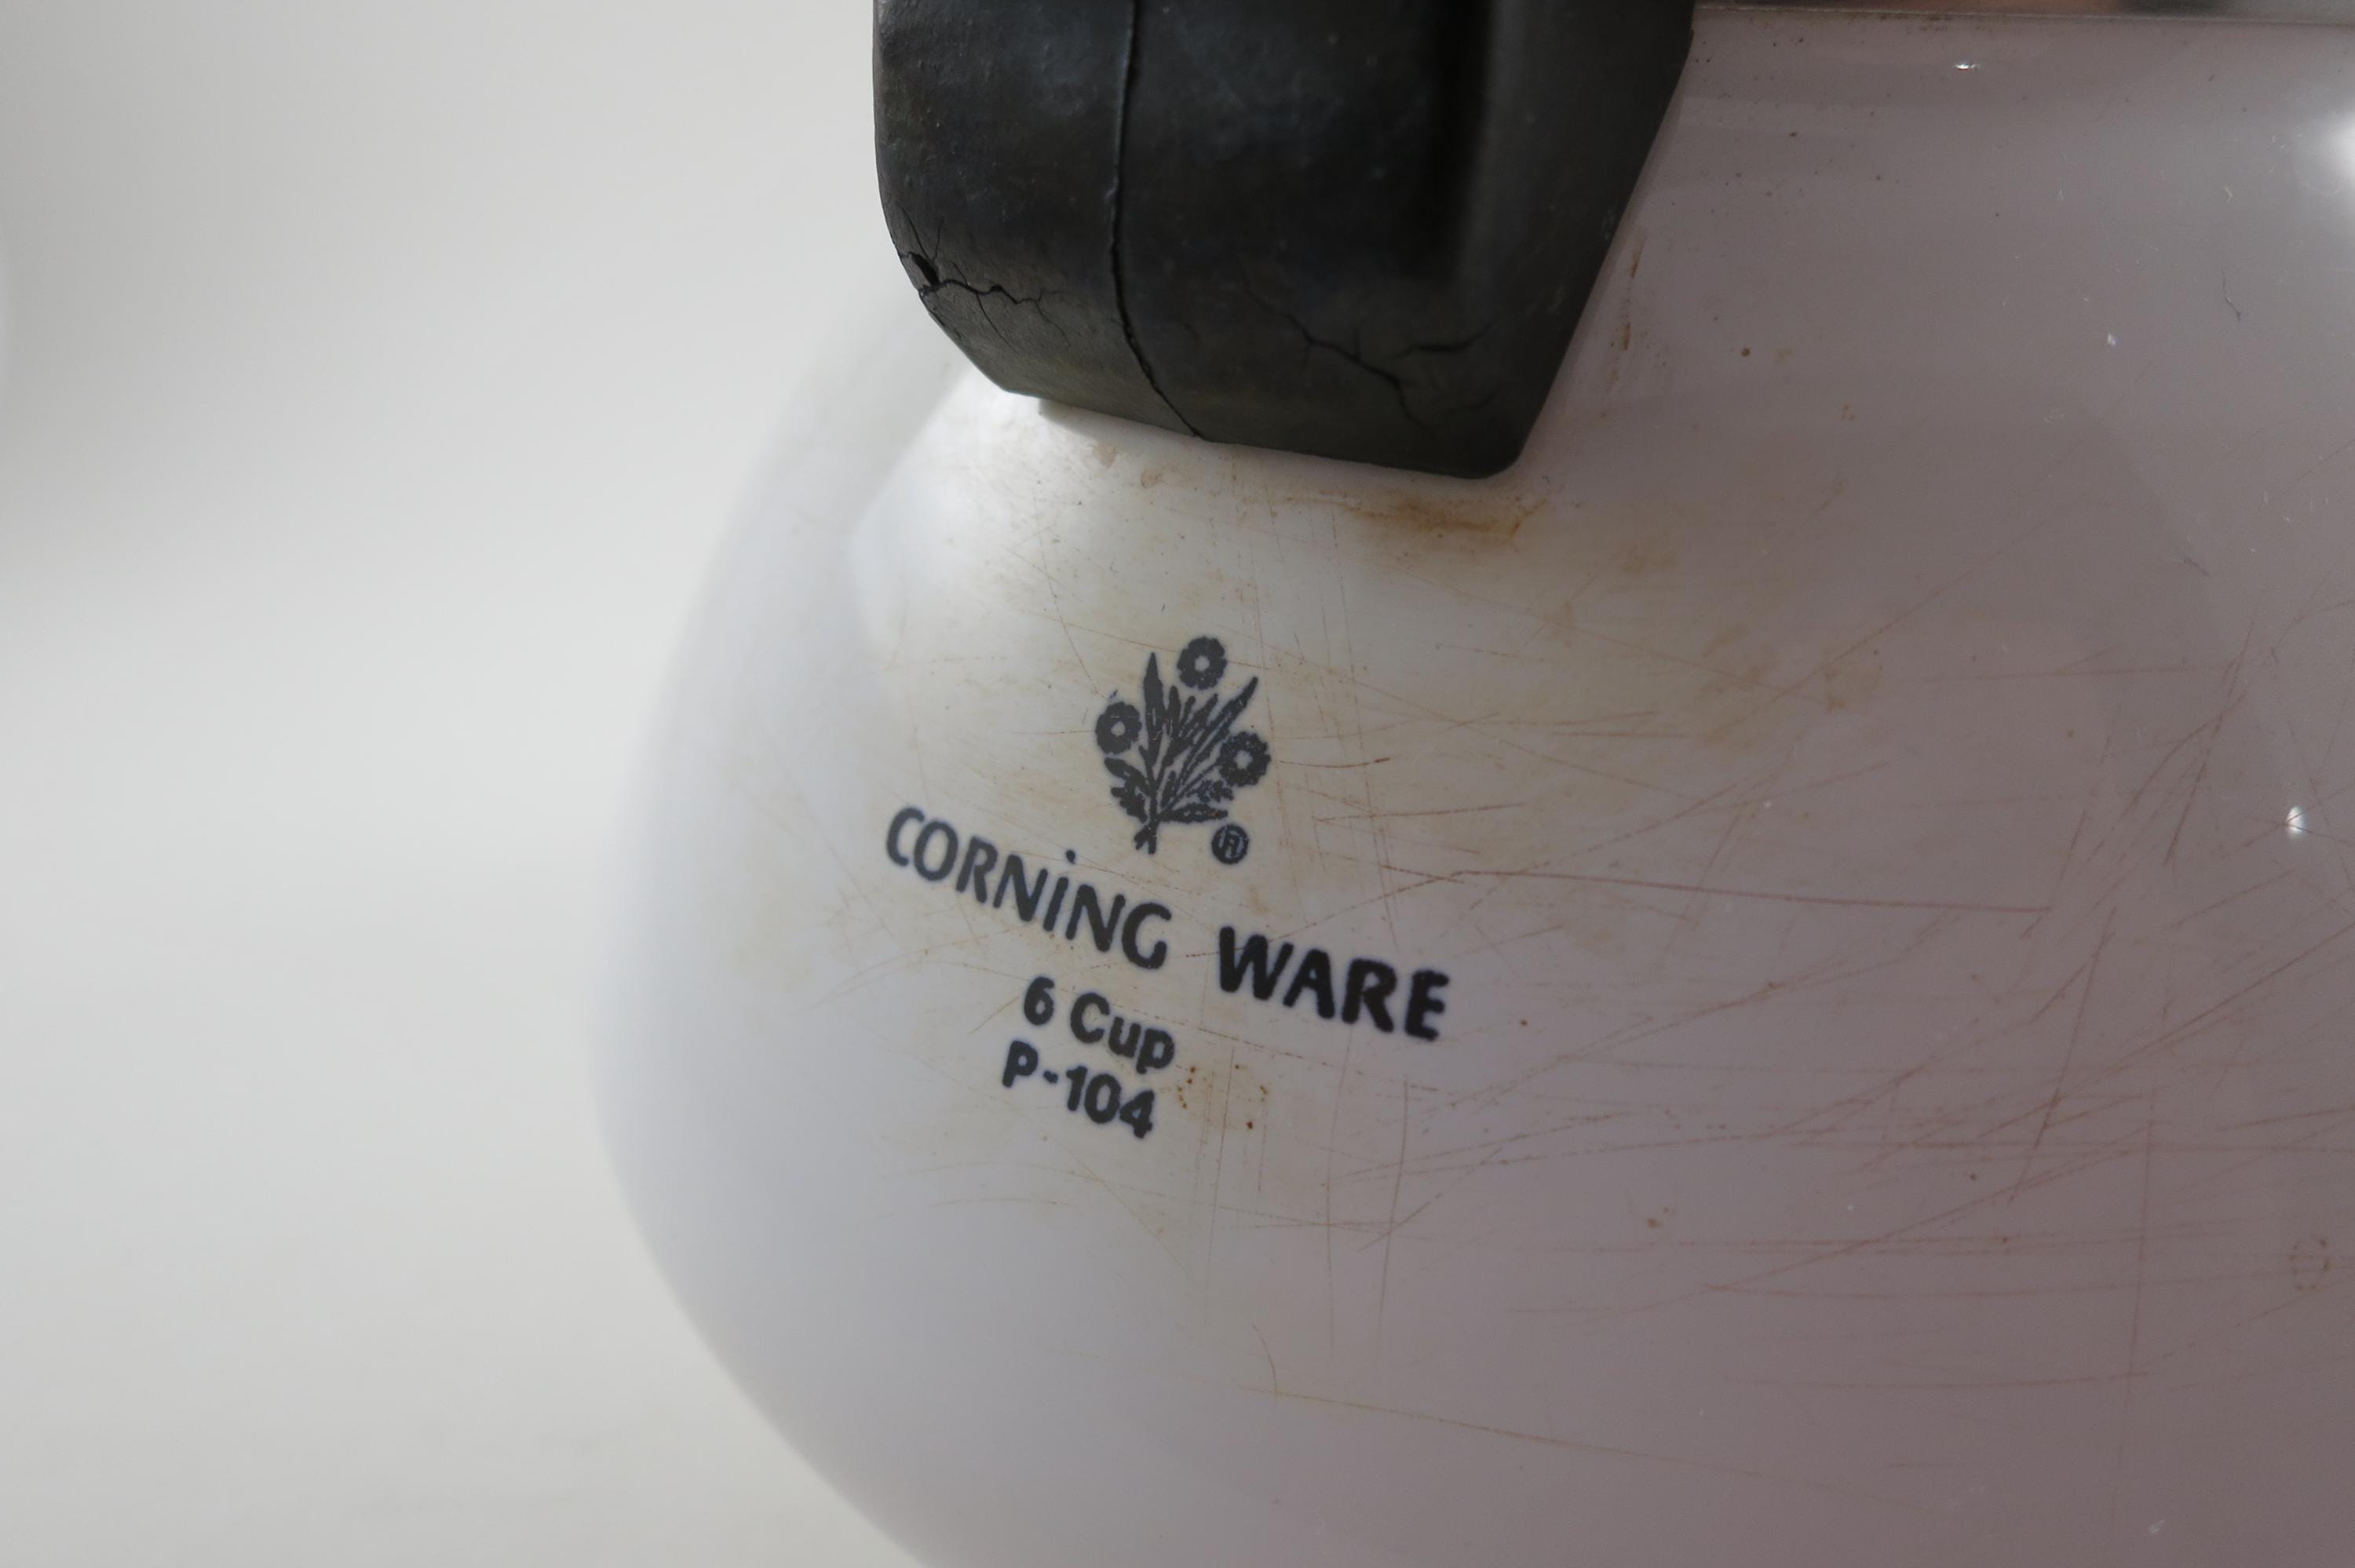 ®
CORNiNG WARE
6 Cup
P-104